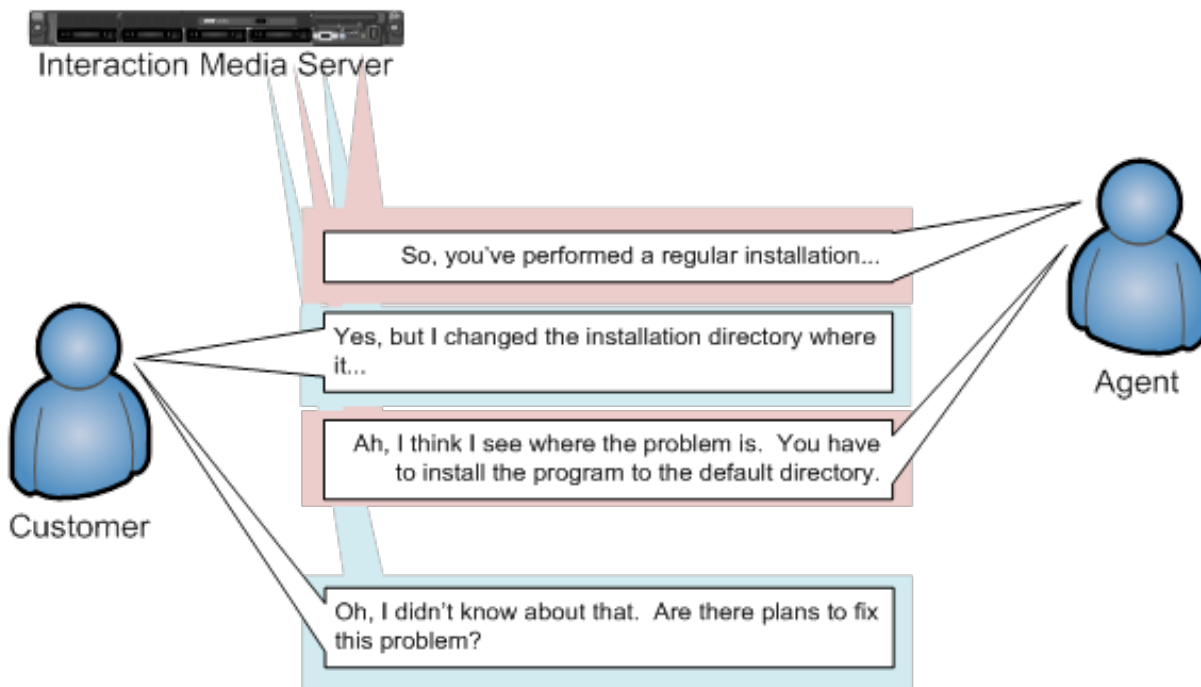 Interaction Media Server
So, you've performed a regular installation...
Yes, but I changed the installation directory where
it...
Agent
Ah, I think I see where the problem is.  You have
to install the program to the default directory.
Customer
Oh, I didn't know about that.  Are there plans to fix
this problem?